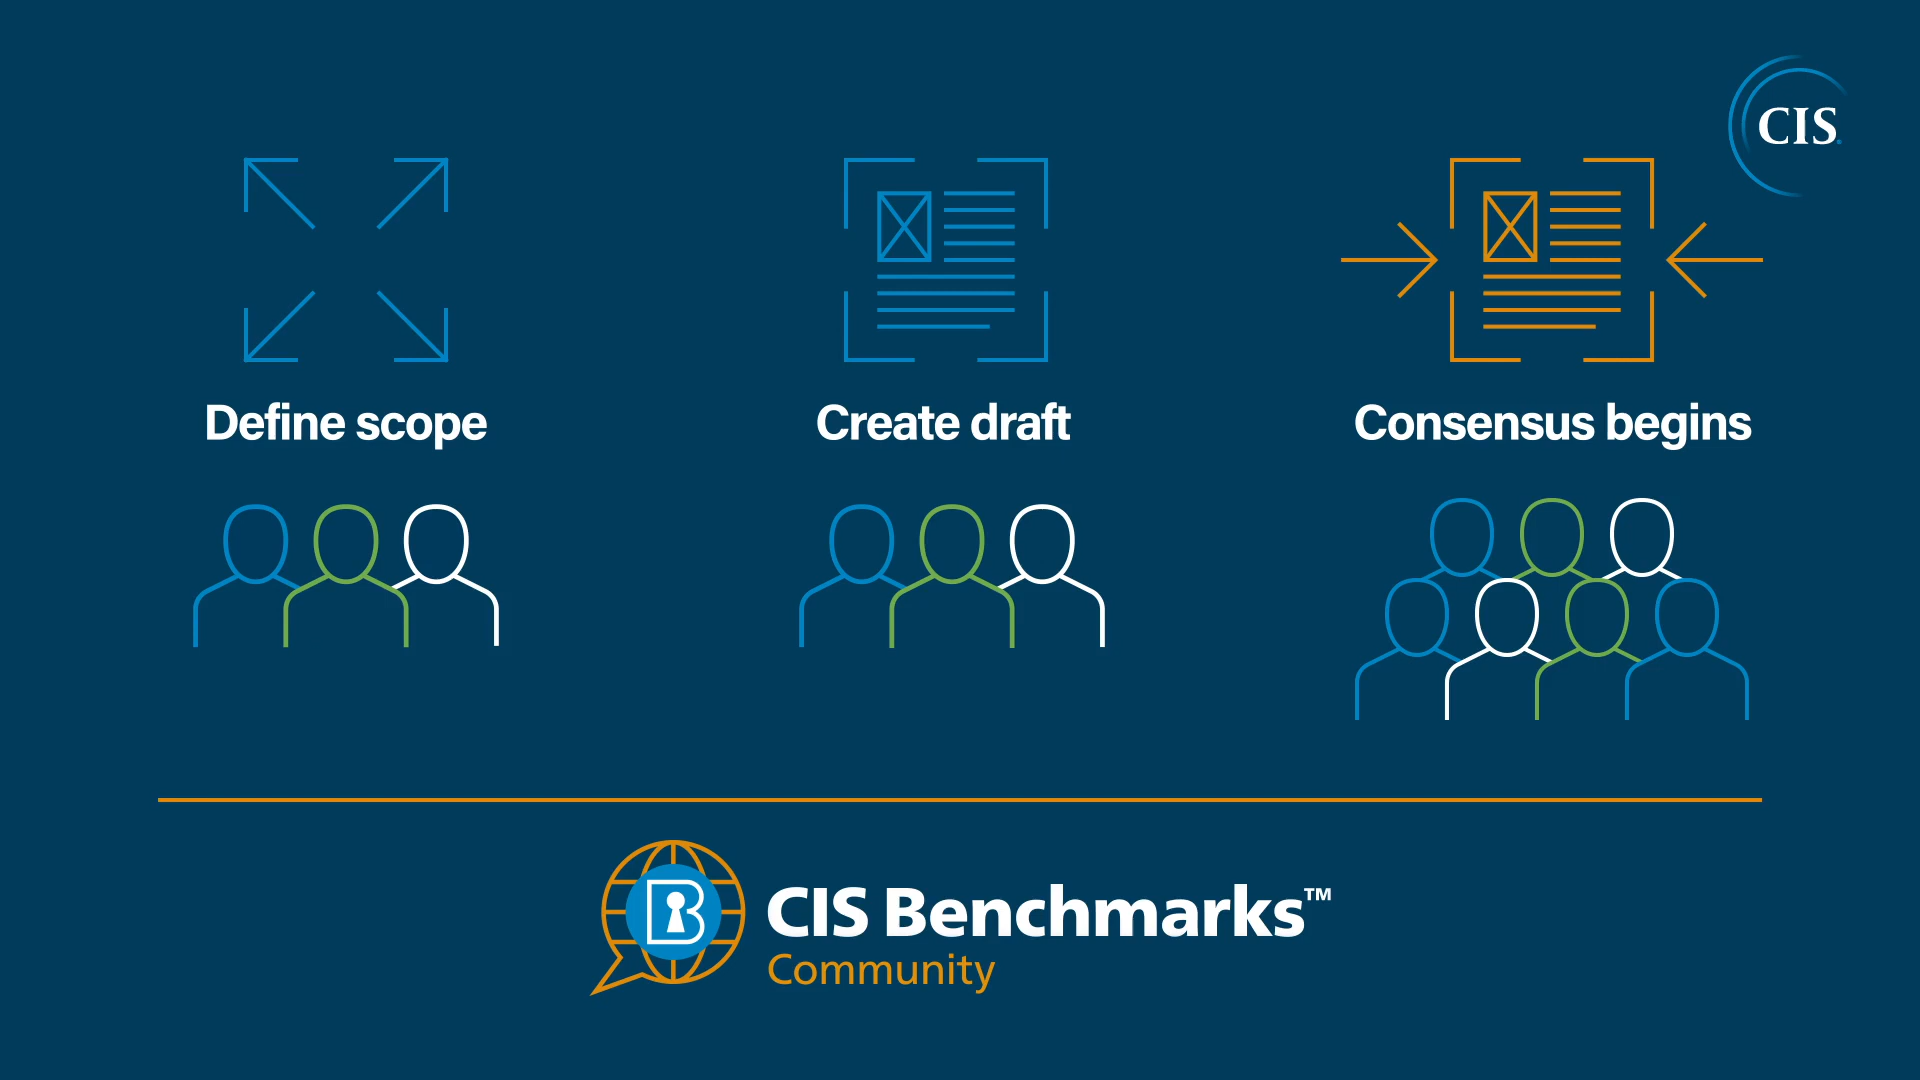 CIS.
Define scope
Create draft
Consensus begins
B
CIS Benchmarks™
Community